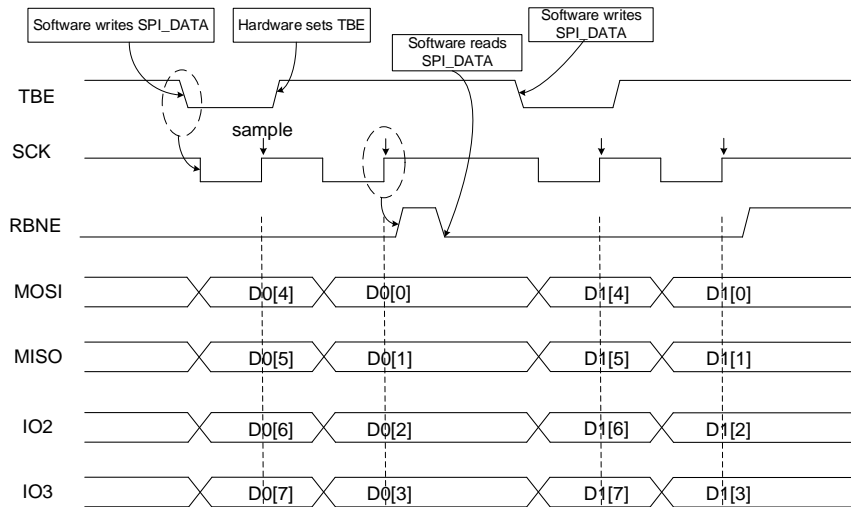 Software writes SPI_DATA
Hardware sets TBE
Software reads
SPI_DATA
Software writes
SPI_DATA
TBE
sample
SCK
RBNE
MOSI D0[4] D0[0] D1[4] D1[0]
MISO D0[5] D0[1] D1[5] D1[1]
IO2 D0[6] D0[2] D1[6] D1[2]
IO3 D0[7] D0[3] D1[7] D1[3]